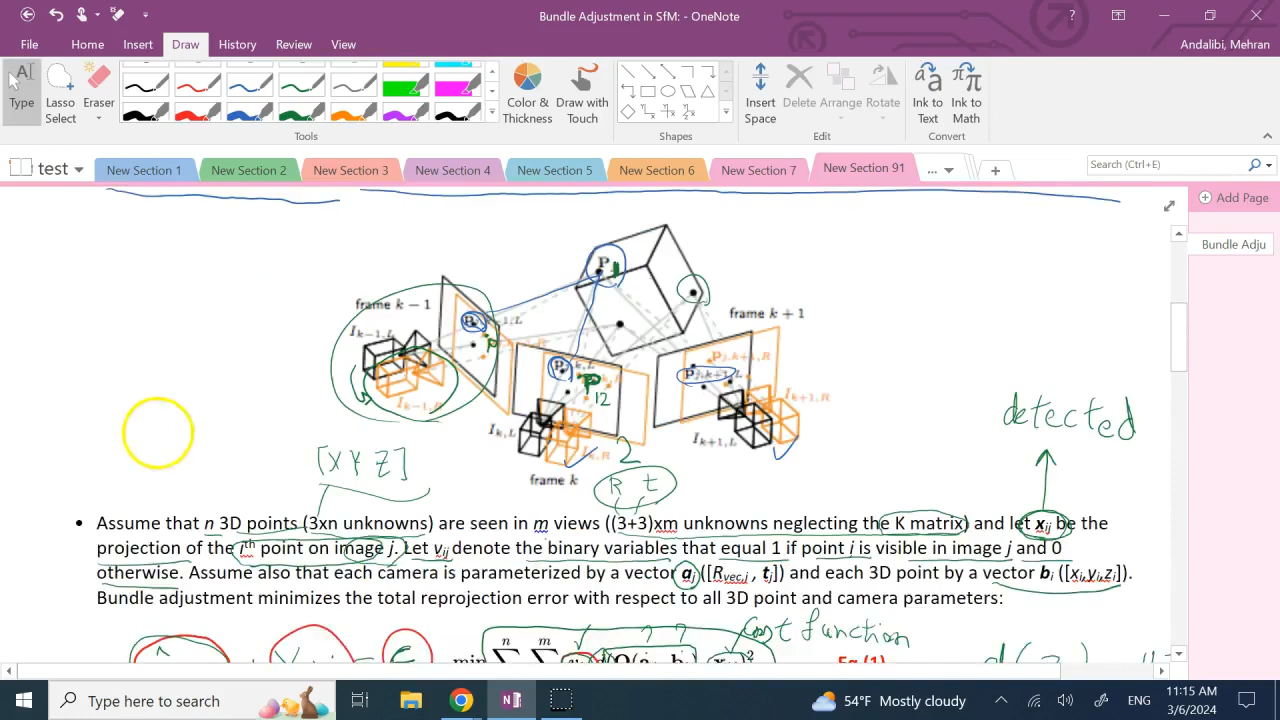 Bundle Adjustment in SfM: - OneNote
Andalibi, Mehran
File Home Insert Draw History Review View
Type
Lasso Select
Eraser
Color & Thickness
Draw with Touch
Insert Space
Delete
Arrange
Rotate
Ink to Text
Ink to Math
Tools
Shapes
Edit
Convert
test
New Section 1
New Section 2
New Section 3
New Section 4
New Section 5
New Section 6
New Section 7
New Section 91
...
Search (Ctrl+E)
Add Page
Bundle Adju
frame k − 1
frame k + 1
frame k
P12
2
R t
[X Y Z]
detected
• Assume that n 3D points (3xn unknowns) are seen in m views ((3+3)xm unknowns neglecting the K matrix) and let xij be the
projection of the ith point on image j. Let vij denote the binary variables that equal 1 if point i is visible in image j and 0
otherwise. Assume also that each camera is parameterized by a vector aj ([Rvec,j , tj]) and each 3D point by a vector bi ([xi,yi,zi]).
Bundle adjustment minimizes the total reprojection error with respect to all 3D point and camera parameters:
Cost function
n m
min
Eq (1)
Type here to search
54°F Mostly cloudy
ENG
11:15 AM
3/6/2024